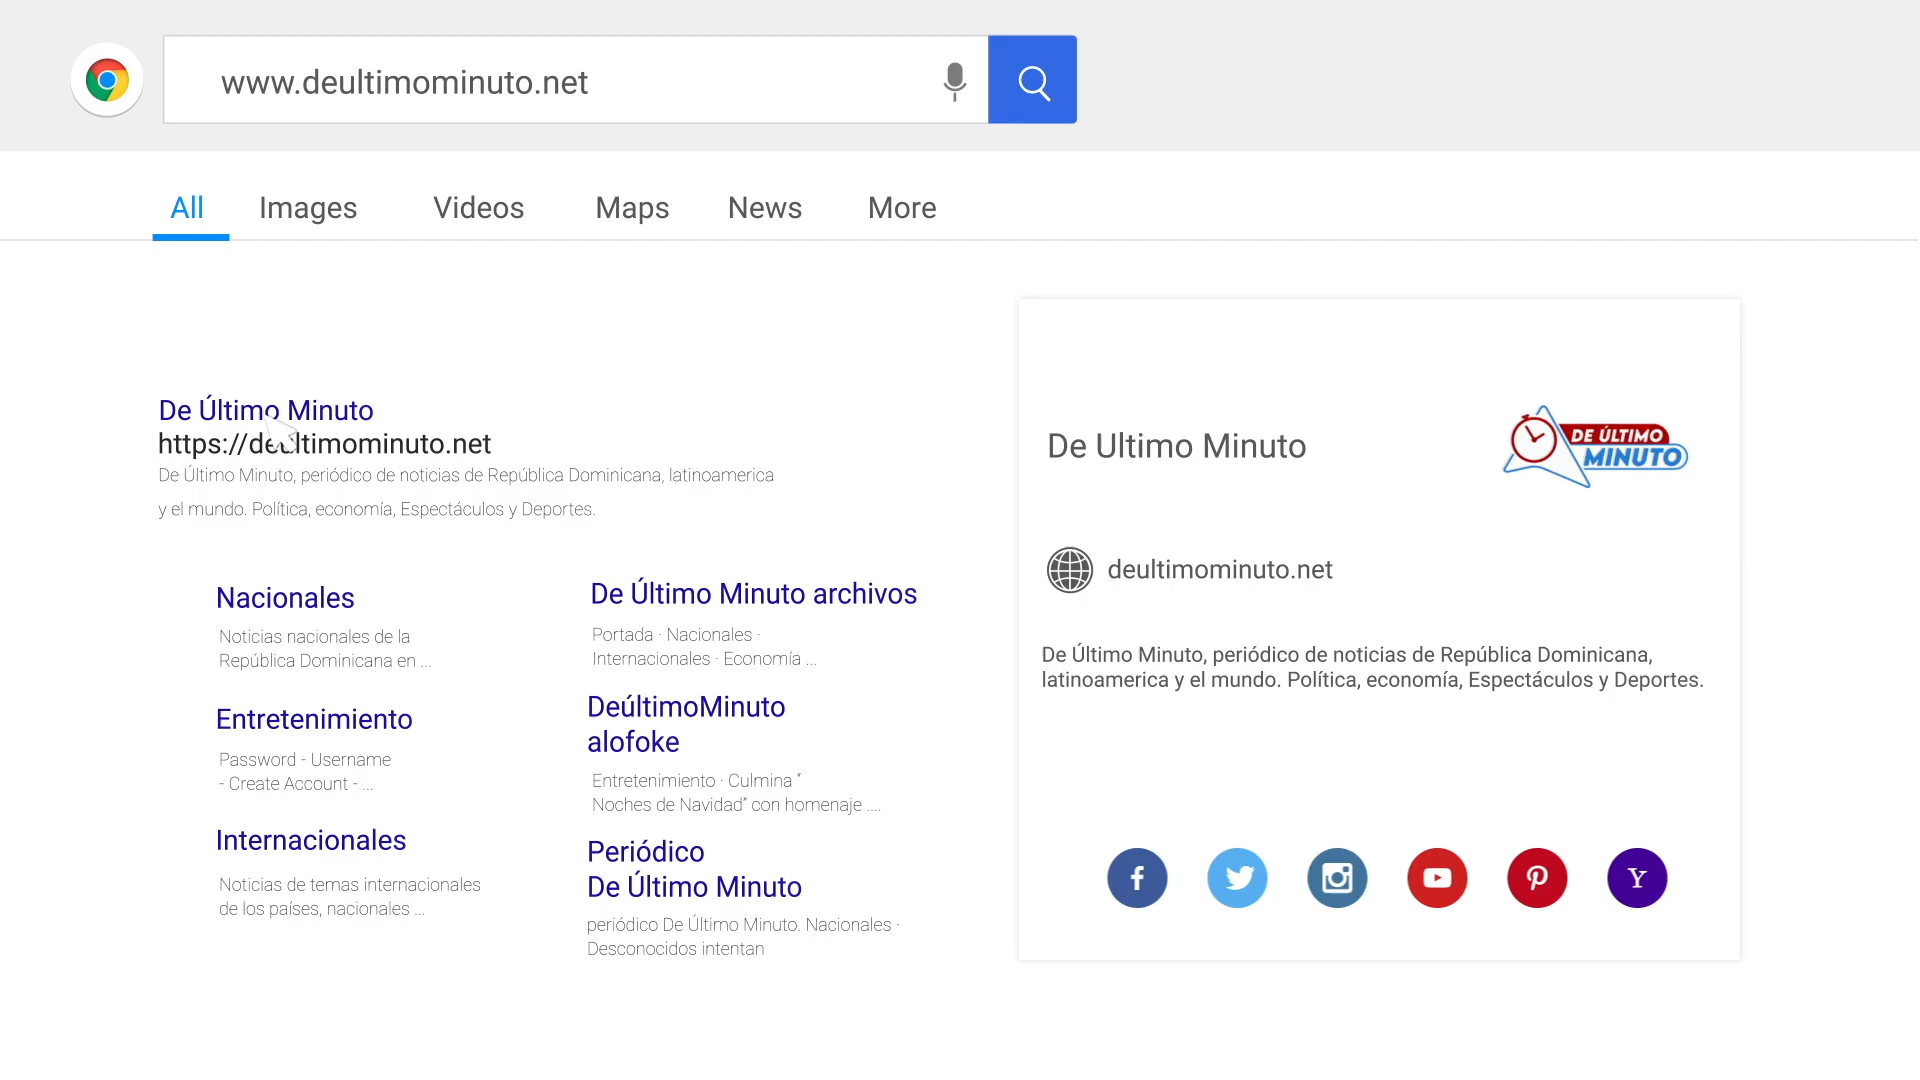 www.deultimominuto.net
All Images Videos Maps News More
De Último Minuto
https://deultimominuto.net
De Último Minuto, periódico de noticias de República Dominicana, latinoamerica
y el mundo. Política, economía, Espectáculos y Deportes.
Nacionales
Noticias nacionales de la
República Dominicana en ...
Entretenimiento
Password - Username
- Create Account - ...
Internacionales
Noticias de temas internacionales
de los países, nacionales ...
De Último Minuto archivos
Portada · Nacionales ·
Internacionales · Economía ...
DeúltimoMinuto
alofoke
Entretenimiento · Culmina “
Noches de Navidad” con homenaje ....
Periódico
De Último Minuto
periódico De Último Minuto. Nacionales ·
Desconocidos intentan
De Ultimo Minuto
DE ÚLTIMO
MINUTO
deultimominuto.net
De Último Minuto, periódico de noticias de República Dominicana,
latinoamerica y el mundo. Política, economía, Espectáculos y Deportes.